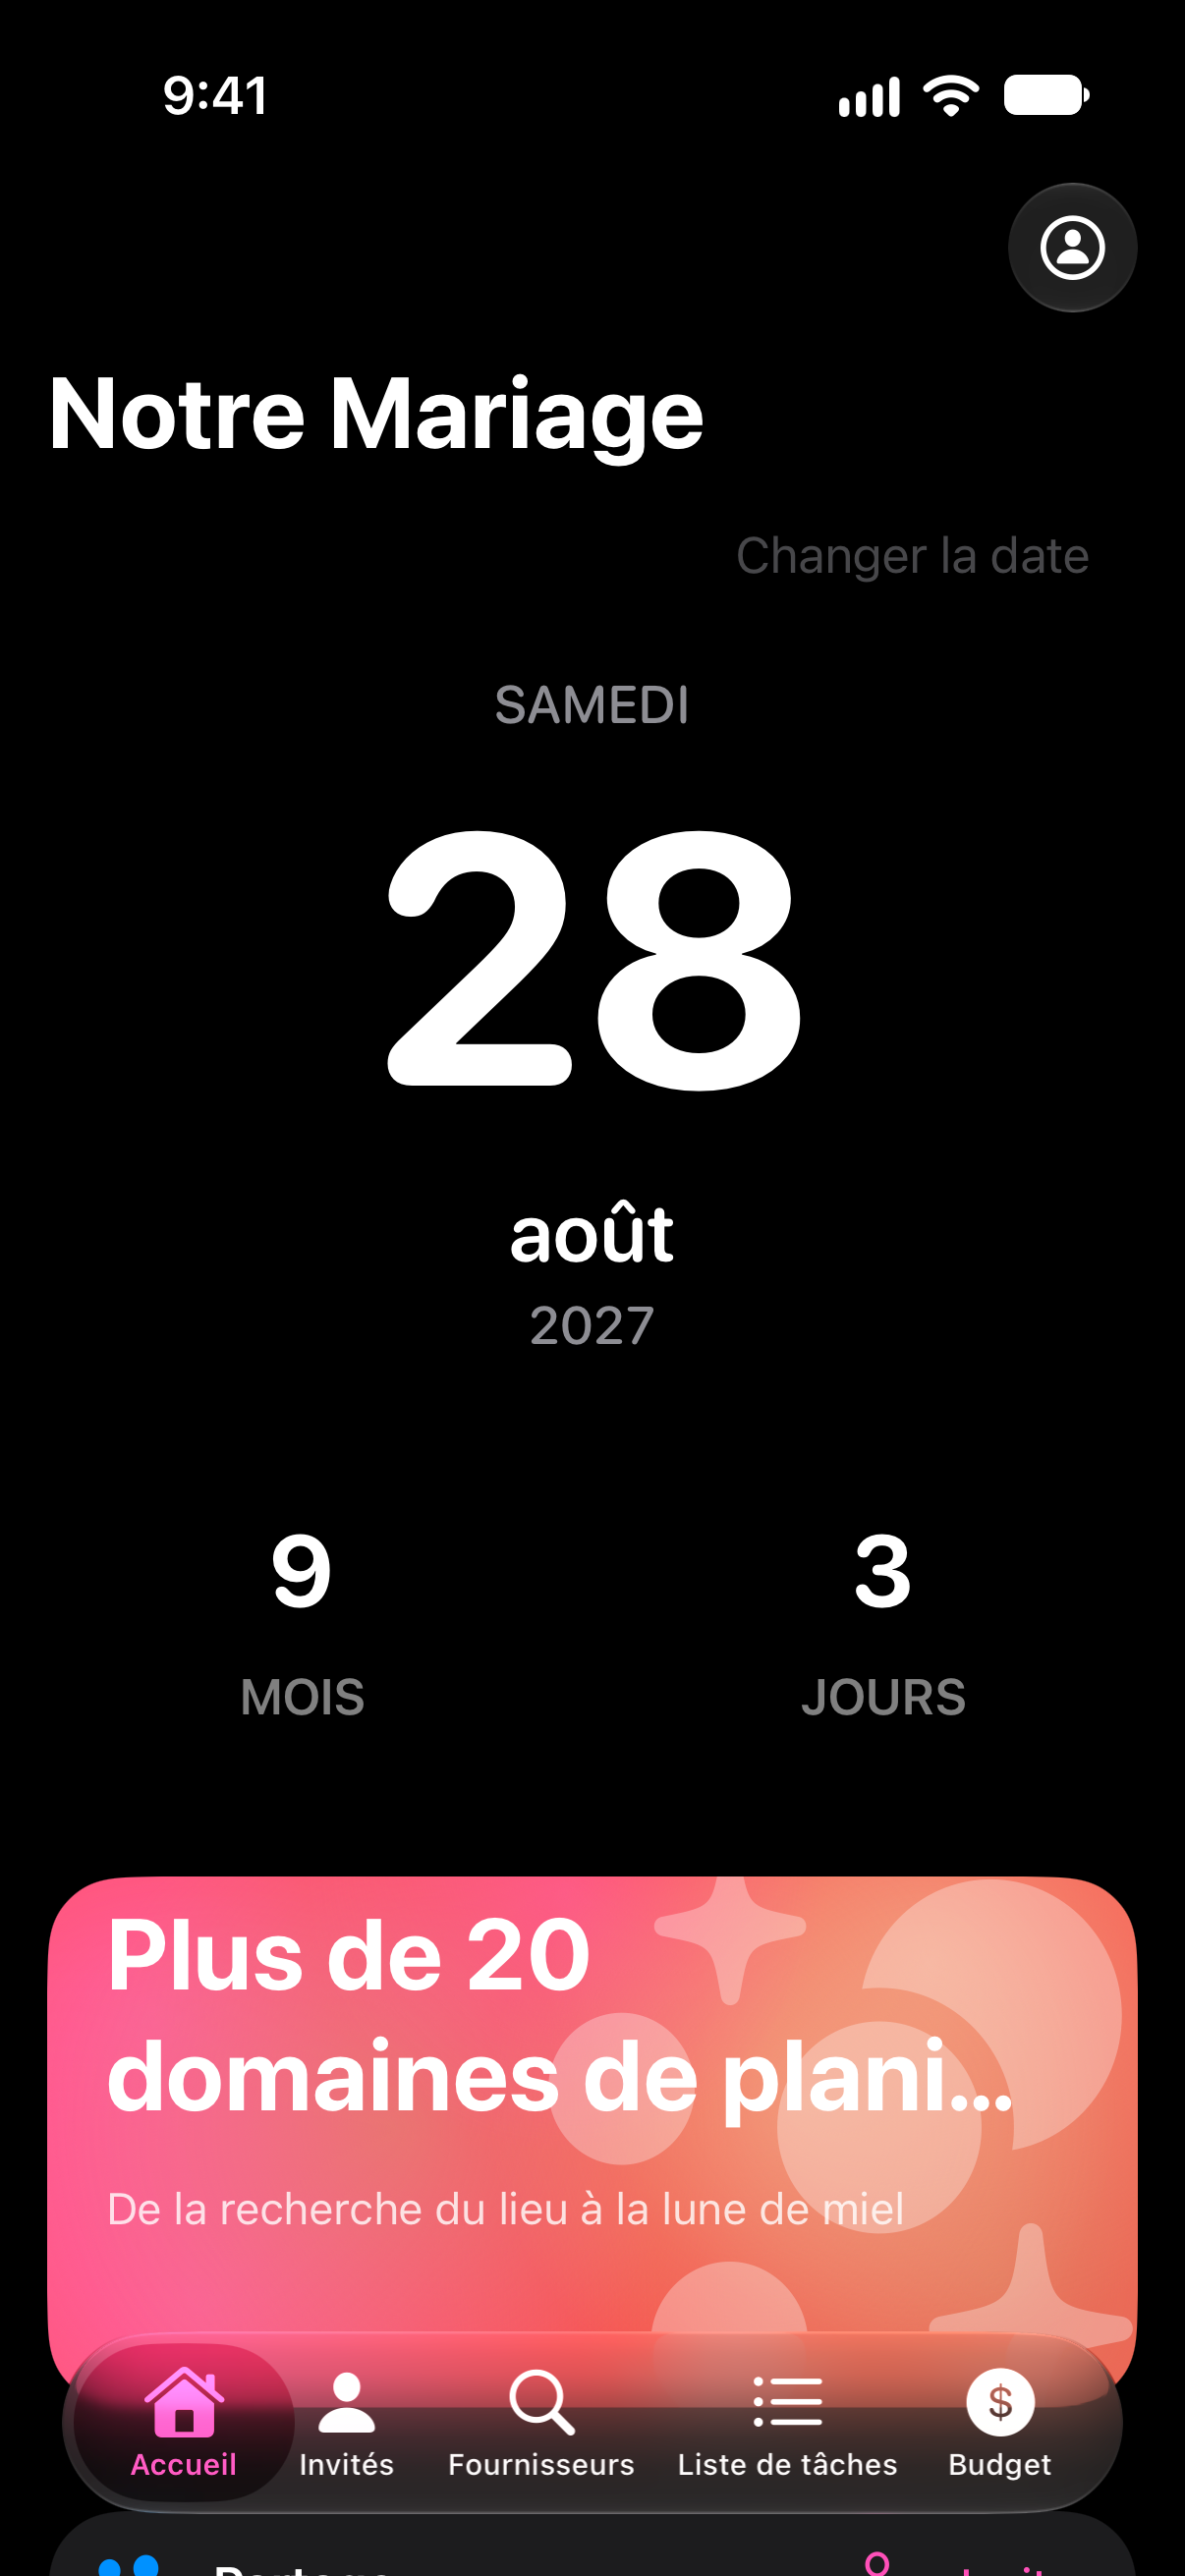 9:41
Notre Mariage
Changer la date
SAMEDI
28
août
2027
9
3
MOIS
JOURS
Plus de 20
domaines de plani...
De la recherche du lieu à la lune de miel
Accueil
Invités
Fournisseurs
Liste de tâches
Budget